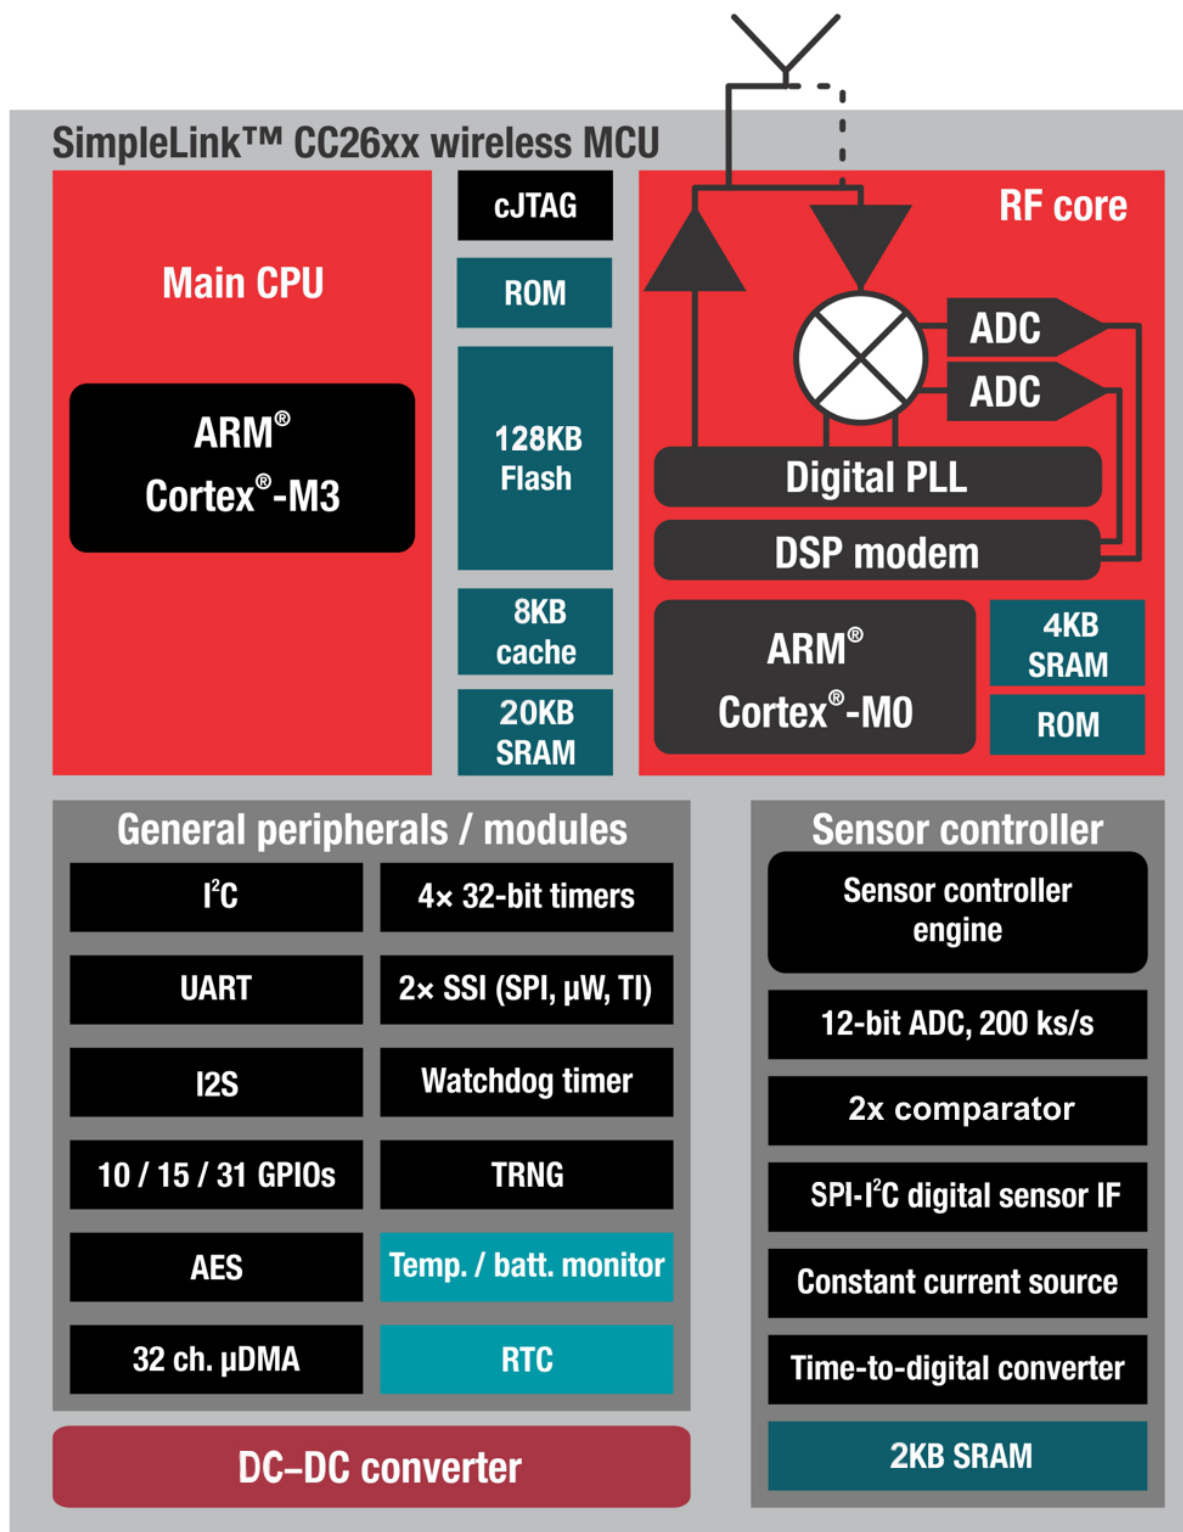 SimpleLink™ CC26xx wireless MCU
Main CPU
ARM®
Cortex®-M3
cJTAG
ROM
128KB
Flash
8KB
cache
20KB
SRAM
RF core
ADC
ADC
Digital PLL
DSP modem
ARM®
Cortex®-M0
4KB
SRAM
ROM
General peripherals / modules
I²C
4× 32-bit timers
UART
2× SSI (SPI, µW, TI)
I2S
Watchdog timer
10 / 15 / 31 GPIOs
TRNG
AES
Temp. / batt. monitor
32 ch. µDMA
RTC
Sensor controller
Sensor controller
engine
12-bit ADC, 200 ks/s
2x comparator
SPI-I²C digital sensor IF
Constant current source
Time-to-digital converter
2KB SRAM
DC–DC converter